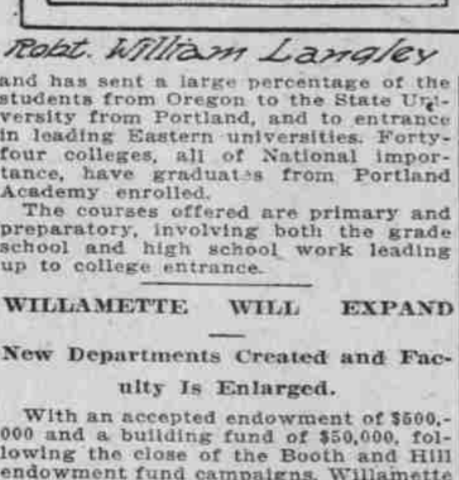 Robt. William Langley
and has sent a large percentage of the
students from Oregon to the State Uni-
versity from Portland, and to entrance
in leading Eastern universities. Forty-
four colleges, all of National impor-
tance, have graduates from Portland
Academy enrolled.
The courses offered are primary and
preparatory, involving both the grade
school and high school work leading
up to college entrance.
WILLAMETTE WILL EXPAND
New Departments Created and Fac-
ulty Is Enlarged.
With an accepted endowment of $500,-
000 and a building fund of $50,000, fol-
lowing the close of the Booth and Hill
endowment fund campaigns, Willamette